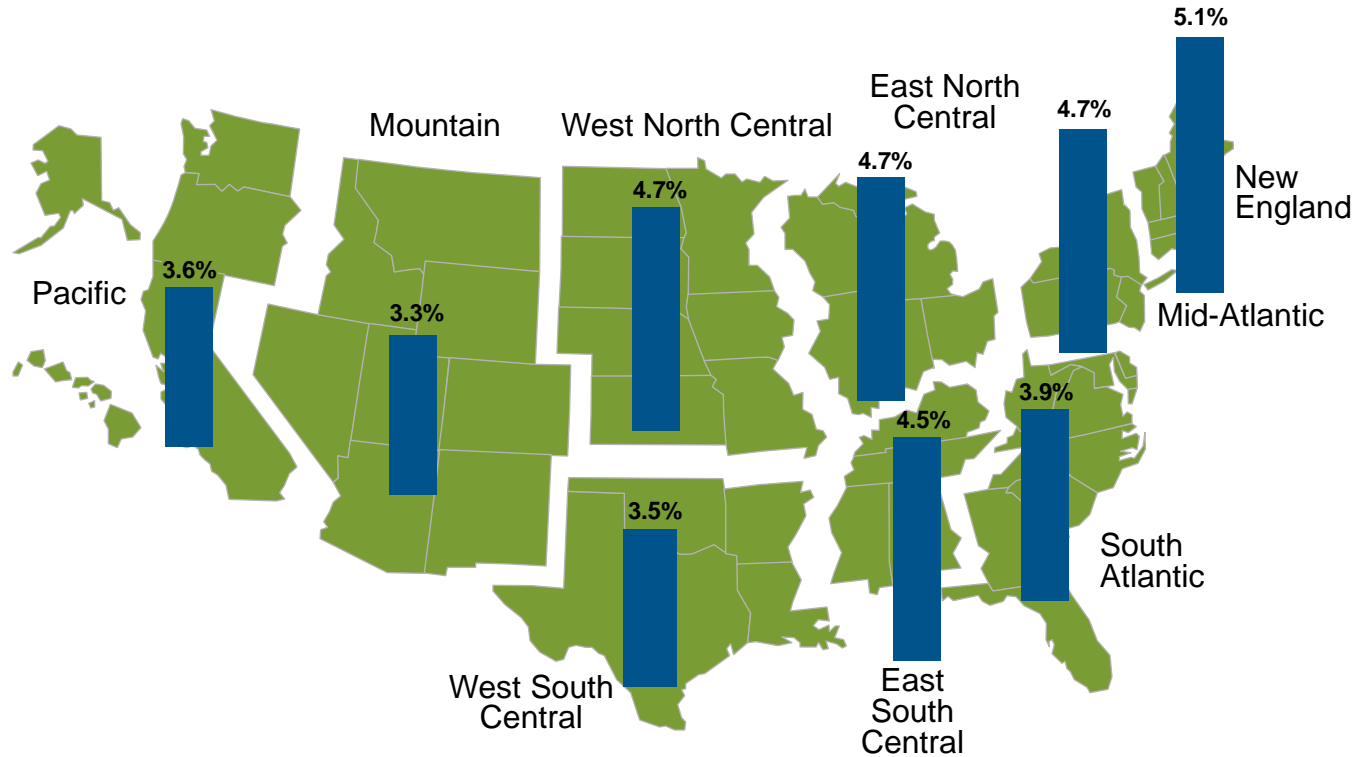 5.1%
East North
Central
4.7%
Mountain
West North Central
4.7%
4.7%
New
England
3.6%
Pacific
3.3%
Mid-Atlantic
3.9%
4.5%
3.5%
South
Atlantic
West South
Central
East
South
Central